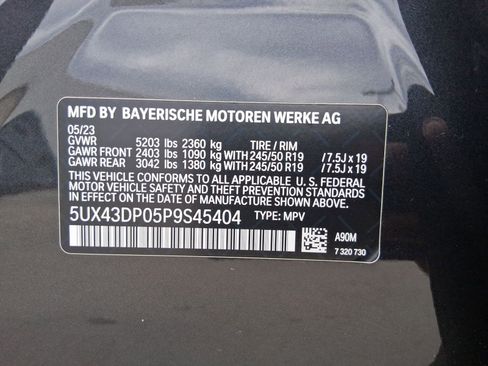 MFD BY BAYERISCHE MOTOREN WERKE AG
05/23
GVWR 5203 lbs 2360 kg TIRE / RIM
GAWR FRONT 2403 lbs 1090 kg WITH 245/50 R19 /7.5J x 19
GAWR REAR 3042 lbs 1380 kg WITH 245/50 R19 /7.5J x 19
THIS VEHICLE CONFORMS TO ALL APPLICABLE U. S. FEDERAL
MOTOR VEHICLE SAFETY, BUMPER, AND THEFT PREVENTION STANDARDS
IN EFFECT ON THE DATE OF MANUFACTURE SHOWN ABOVE.
5UX43DP05P9S45404 TYPE: MPV
A90M
7 320 730